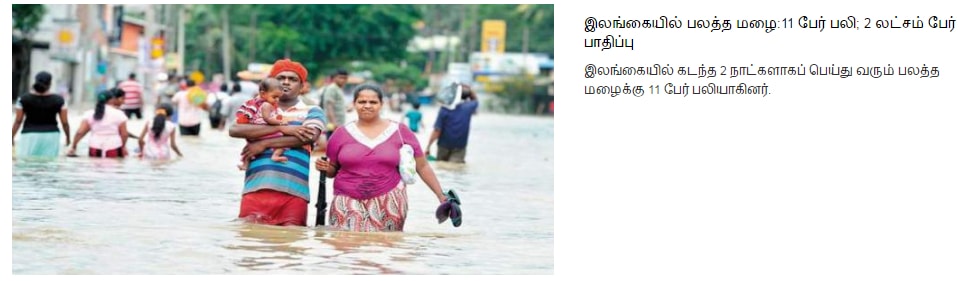 இலங்கையில் பலத்த மழை:11 பேர் பலி; 2 லட்சம் பேர்
பாதிப்பு
இலங்கையில் கடந்த 2 நாட்களாகப் பெய்து வரும் பலத்த
மழைக்கு 11 பேர் பலியாகினர்.